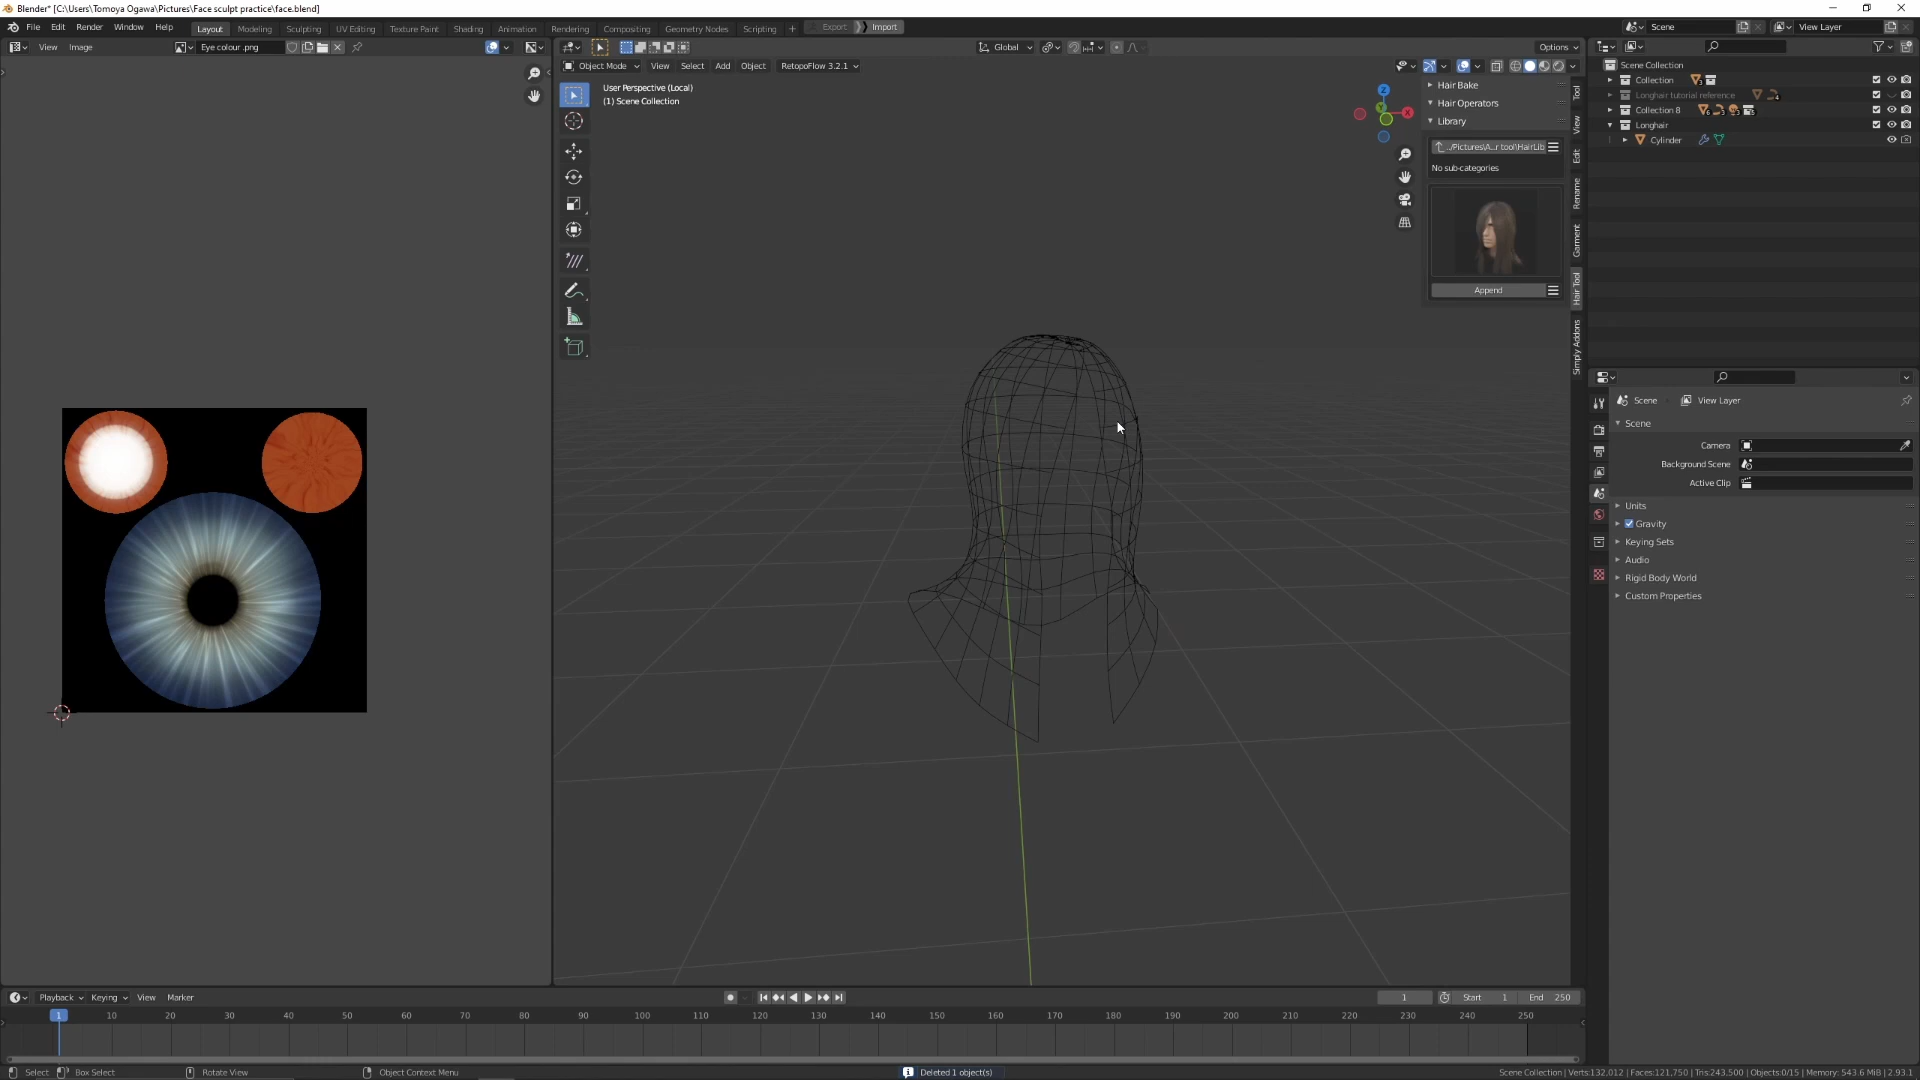 Blender* [C:\Users\Tomoya Ogawa\Pictures\Face sculpt practice\face.blend]
File Edit Render Window Help Layout Modeling Sculpting UV Editing Texture Paint Shading Animation Rendering Compositing Geometry Nodes Scripting + Export Import Scene View Layer
View Image Eye colour .png Global Options
Object Mode View Select Add Object RetopoFlow 3.2.1
User Perspective (Local)
(1) Scene Collection
Hair Bake
Hair Operators
Library
../Pictures\A..r tool\HairLib
No sub-categories
Append
Tool
View
Edit
Rename
Garment
Hair Tool
Simply Addons
Z
X
Y
Scene Collection
Collection
Longhair tutorial reference
Collection 8
Longhair
Cylinder
Scene View Layer
Scene
Camera
Background Scene
Active Clip
Units
Gravity
Keying Sets
Audio
Rigid Body World
Custom Properties
Playback Keying View Marker 1 Start 1 End 250
1 10 20 30 40 50 60 70 80 90 100 110 120 130 140 150 160 170 180 190 200 210 220 230 240 250
Select Box Select Rotate View Object Context Menu Deleted 1 object(s) Scene Collection | Verts:132,012 | Faces:121,750 | Tris:243,500 | Objects:0/15 | Memory: 543.6 MiB | 2.93.1